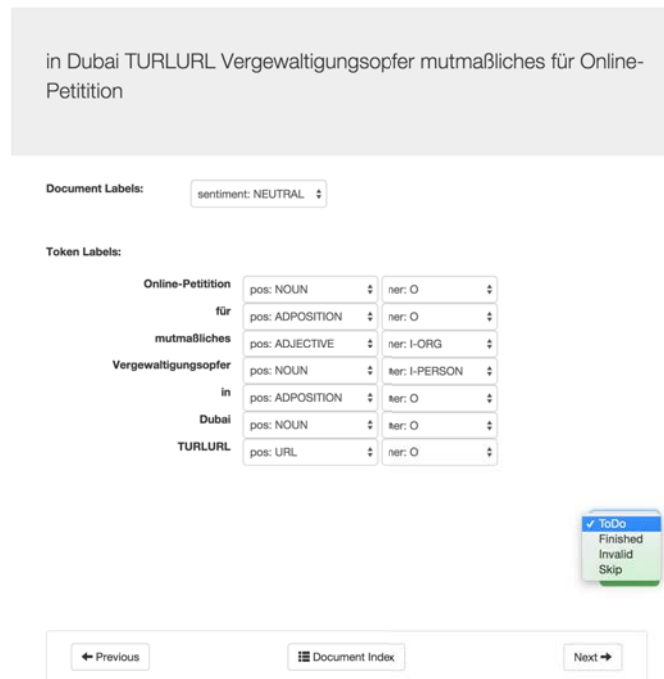 in Dubai TURLURL Vergewaltigungsopfer mutmaßliches für Online-
Petitition
Document Labels: sentiment: NEUTRAL
Token Labels:
Online-Petitition pos: NOUN ner: O
für pos: ADPOSITION ner: O
mutmaßliches pos: ADJECTIVE ner: I-ORG
Vergewaltigungsopfer pos: NOUN ner: I-PERSON
in pos: ADPOSITION ner: O
Dubai pos: NOUN ner: O
TURLURL pos: URL ner: O
✓ ToDo
Finished
Invalid
Skip
← Previous Document Index Next →